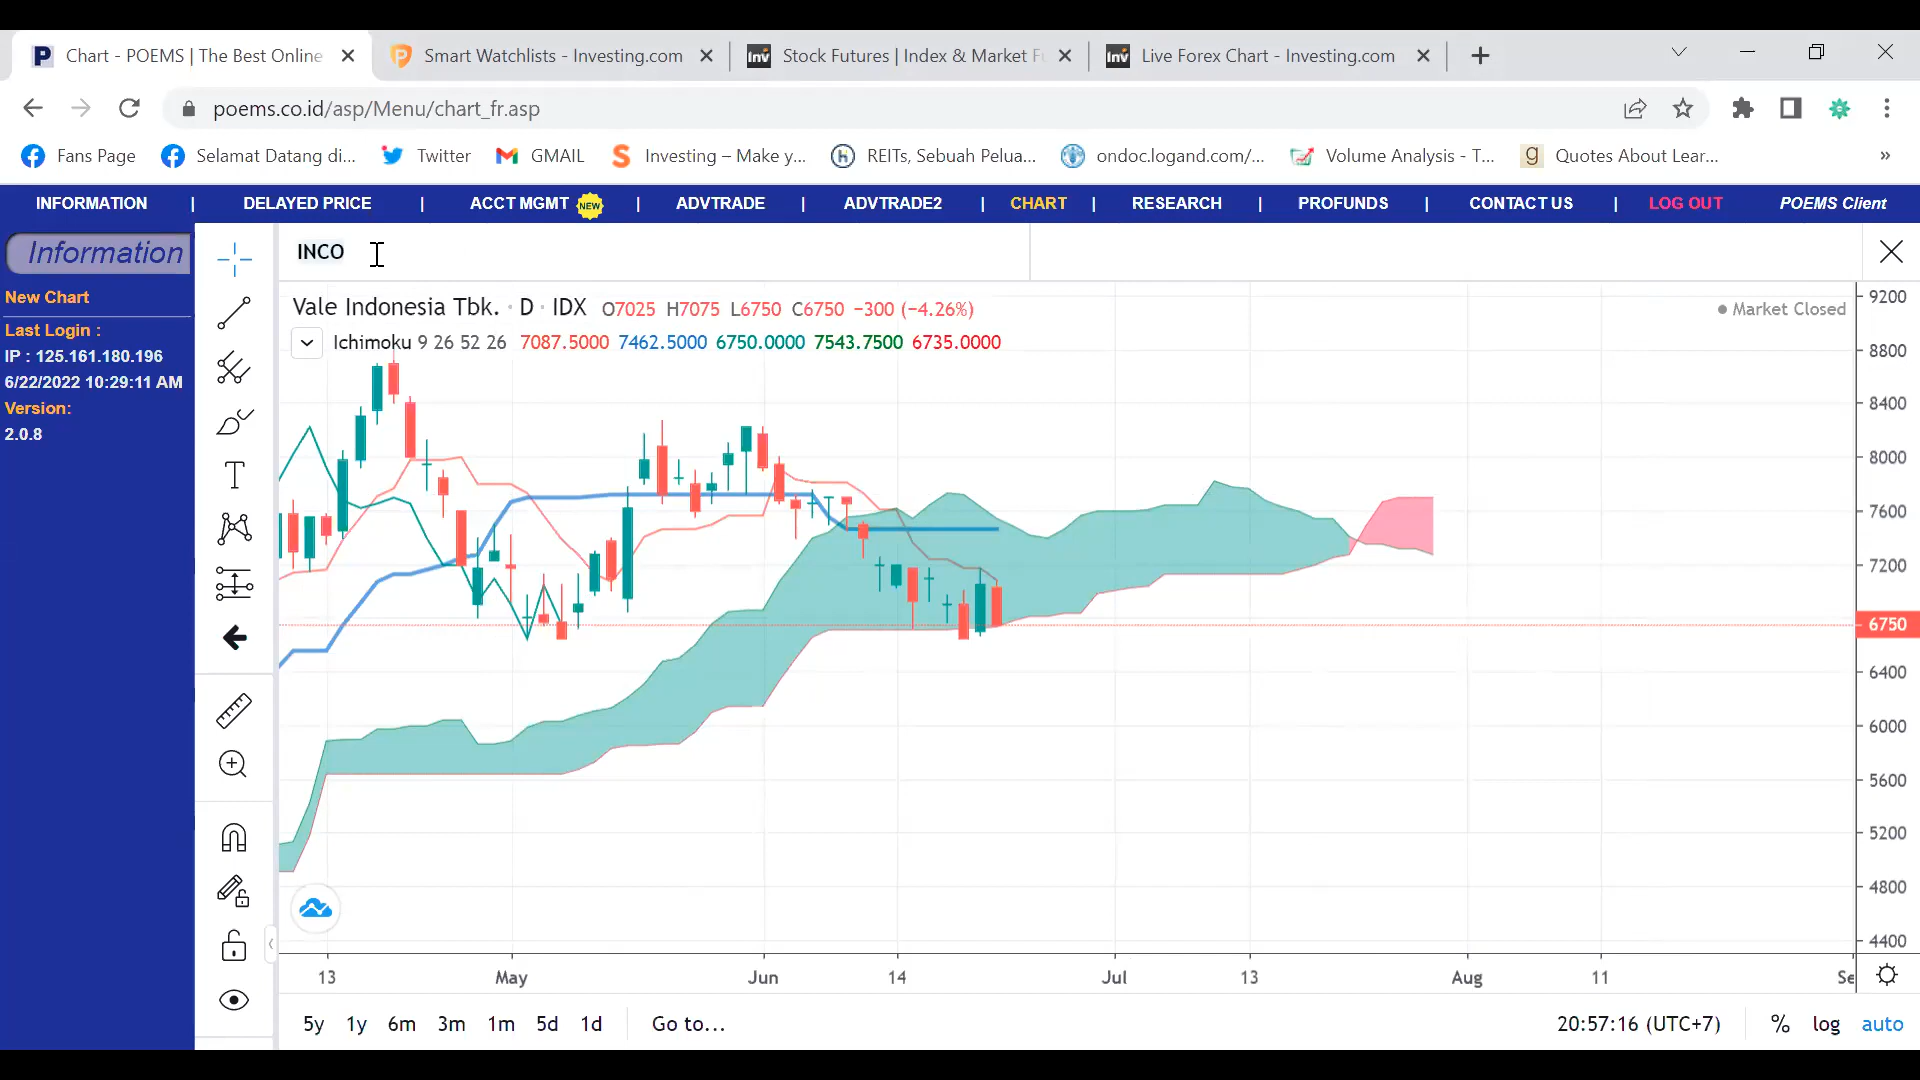 Chart - POEMS | The Best Online
Smart Watchlists - Investing.com
Stock Futures | Index & Market Fu
Live Forex Chart - Investing.com
poems.co.id/asp/Menu/chart_fr.asp
Fans Page
Selamat Datang di...
Twitter
GMAIL
Investing – Make y...
REITs, Sebuah Pelua...
ondoc.logand.com/...
Volume Analysis - T...
Quotes About Lear...
»
INFORMATION | DELAYED PRICE | ACCT MGMT NEW | ADVTRADE | ADVTRADE2 | CHART | RESEARCH | PROFUNDS | CONTACT US | LOG OUT POEMS Client
Information
New Chart
Last Login :
IP : 125.161.180.196
6/22/2022 10:29:11 AM
Version:
2.0.8
INCO
Vale Indonesia Tbk. · D · IDX O7025 H7075 L6750 C6750 −300 (−4.26%)
Market Closed
Ichimoku 9 26 52 26 7087.5000 7462.5000 6750.0000 7543.7500 6735.0000
9200
8800
8400
8000
7600
7200
6750
6400
6000
5600
5200
4800
4400
13 May Jun 14 Jul 13 Aug 11 Se
5y 1y 6m 3m 1m 5d 1d Go to...
20:57:16 (UTC+7) % log auto